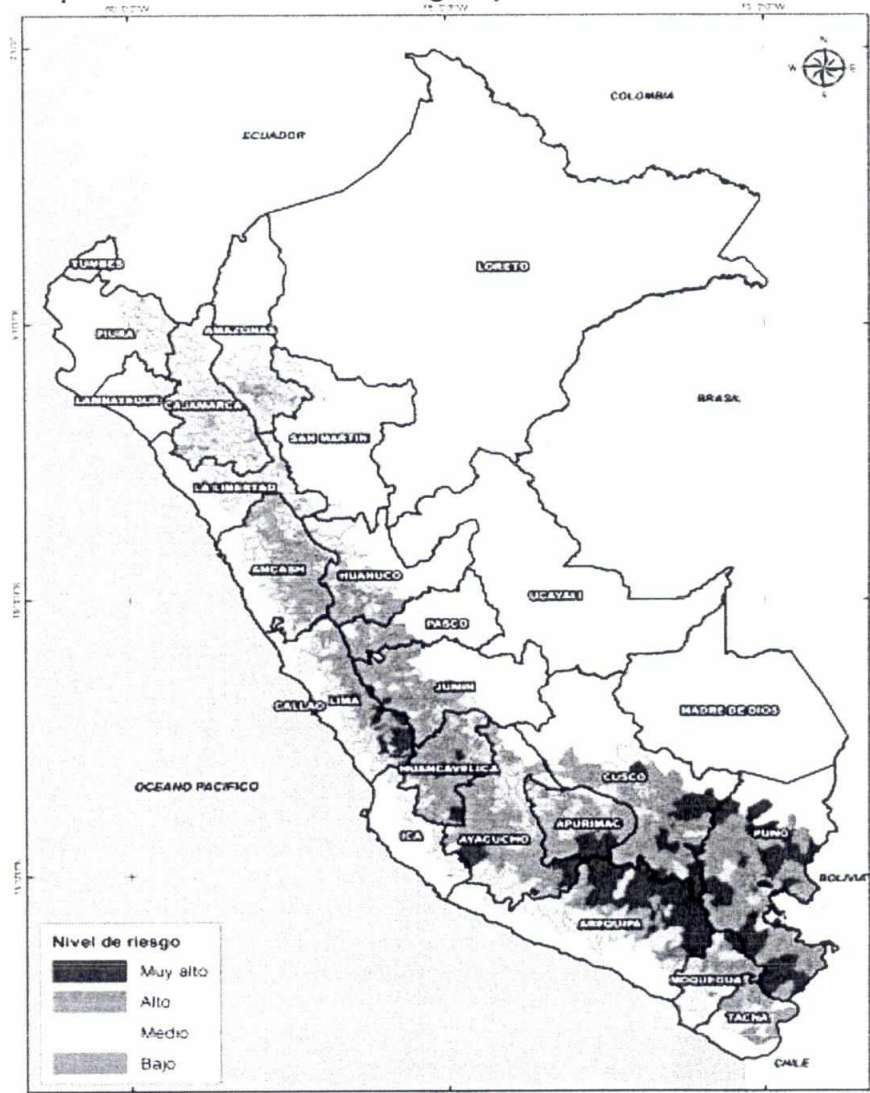 N
W
E
S
COLOMBIA
ECUADOR
TUMBES
LORETO
PIURA
AMAZONAS
LAMBAYEQUE
CAJAMARCA
BRASIL
SAN MARTIN
LA LIBERTAD
ANCASH
HUANUCO
UCAYALI
PASCO
JUNIN
CALLAO
LIMA
MADRE DE DIOS
HUANCAVELICA
CUSCO
OCEANO PACIFICO
ICA
AYACUCHO
APURIMAC
PUNO
BOLIVIA
AREQUIPA
MOQUEGUA
TACNA
CHILE
Nivel de riesgo
Muy alto
Alto
Medio
Bajo